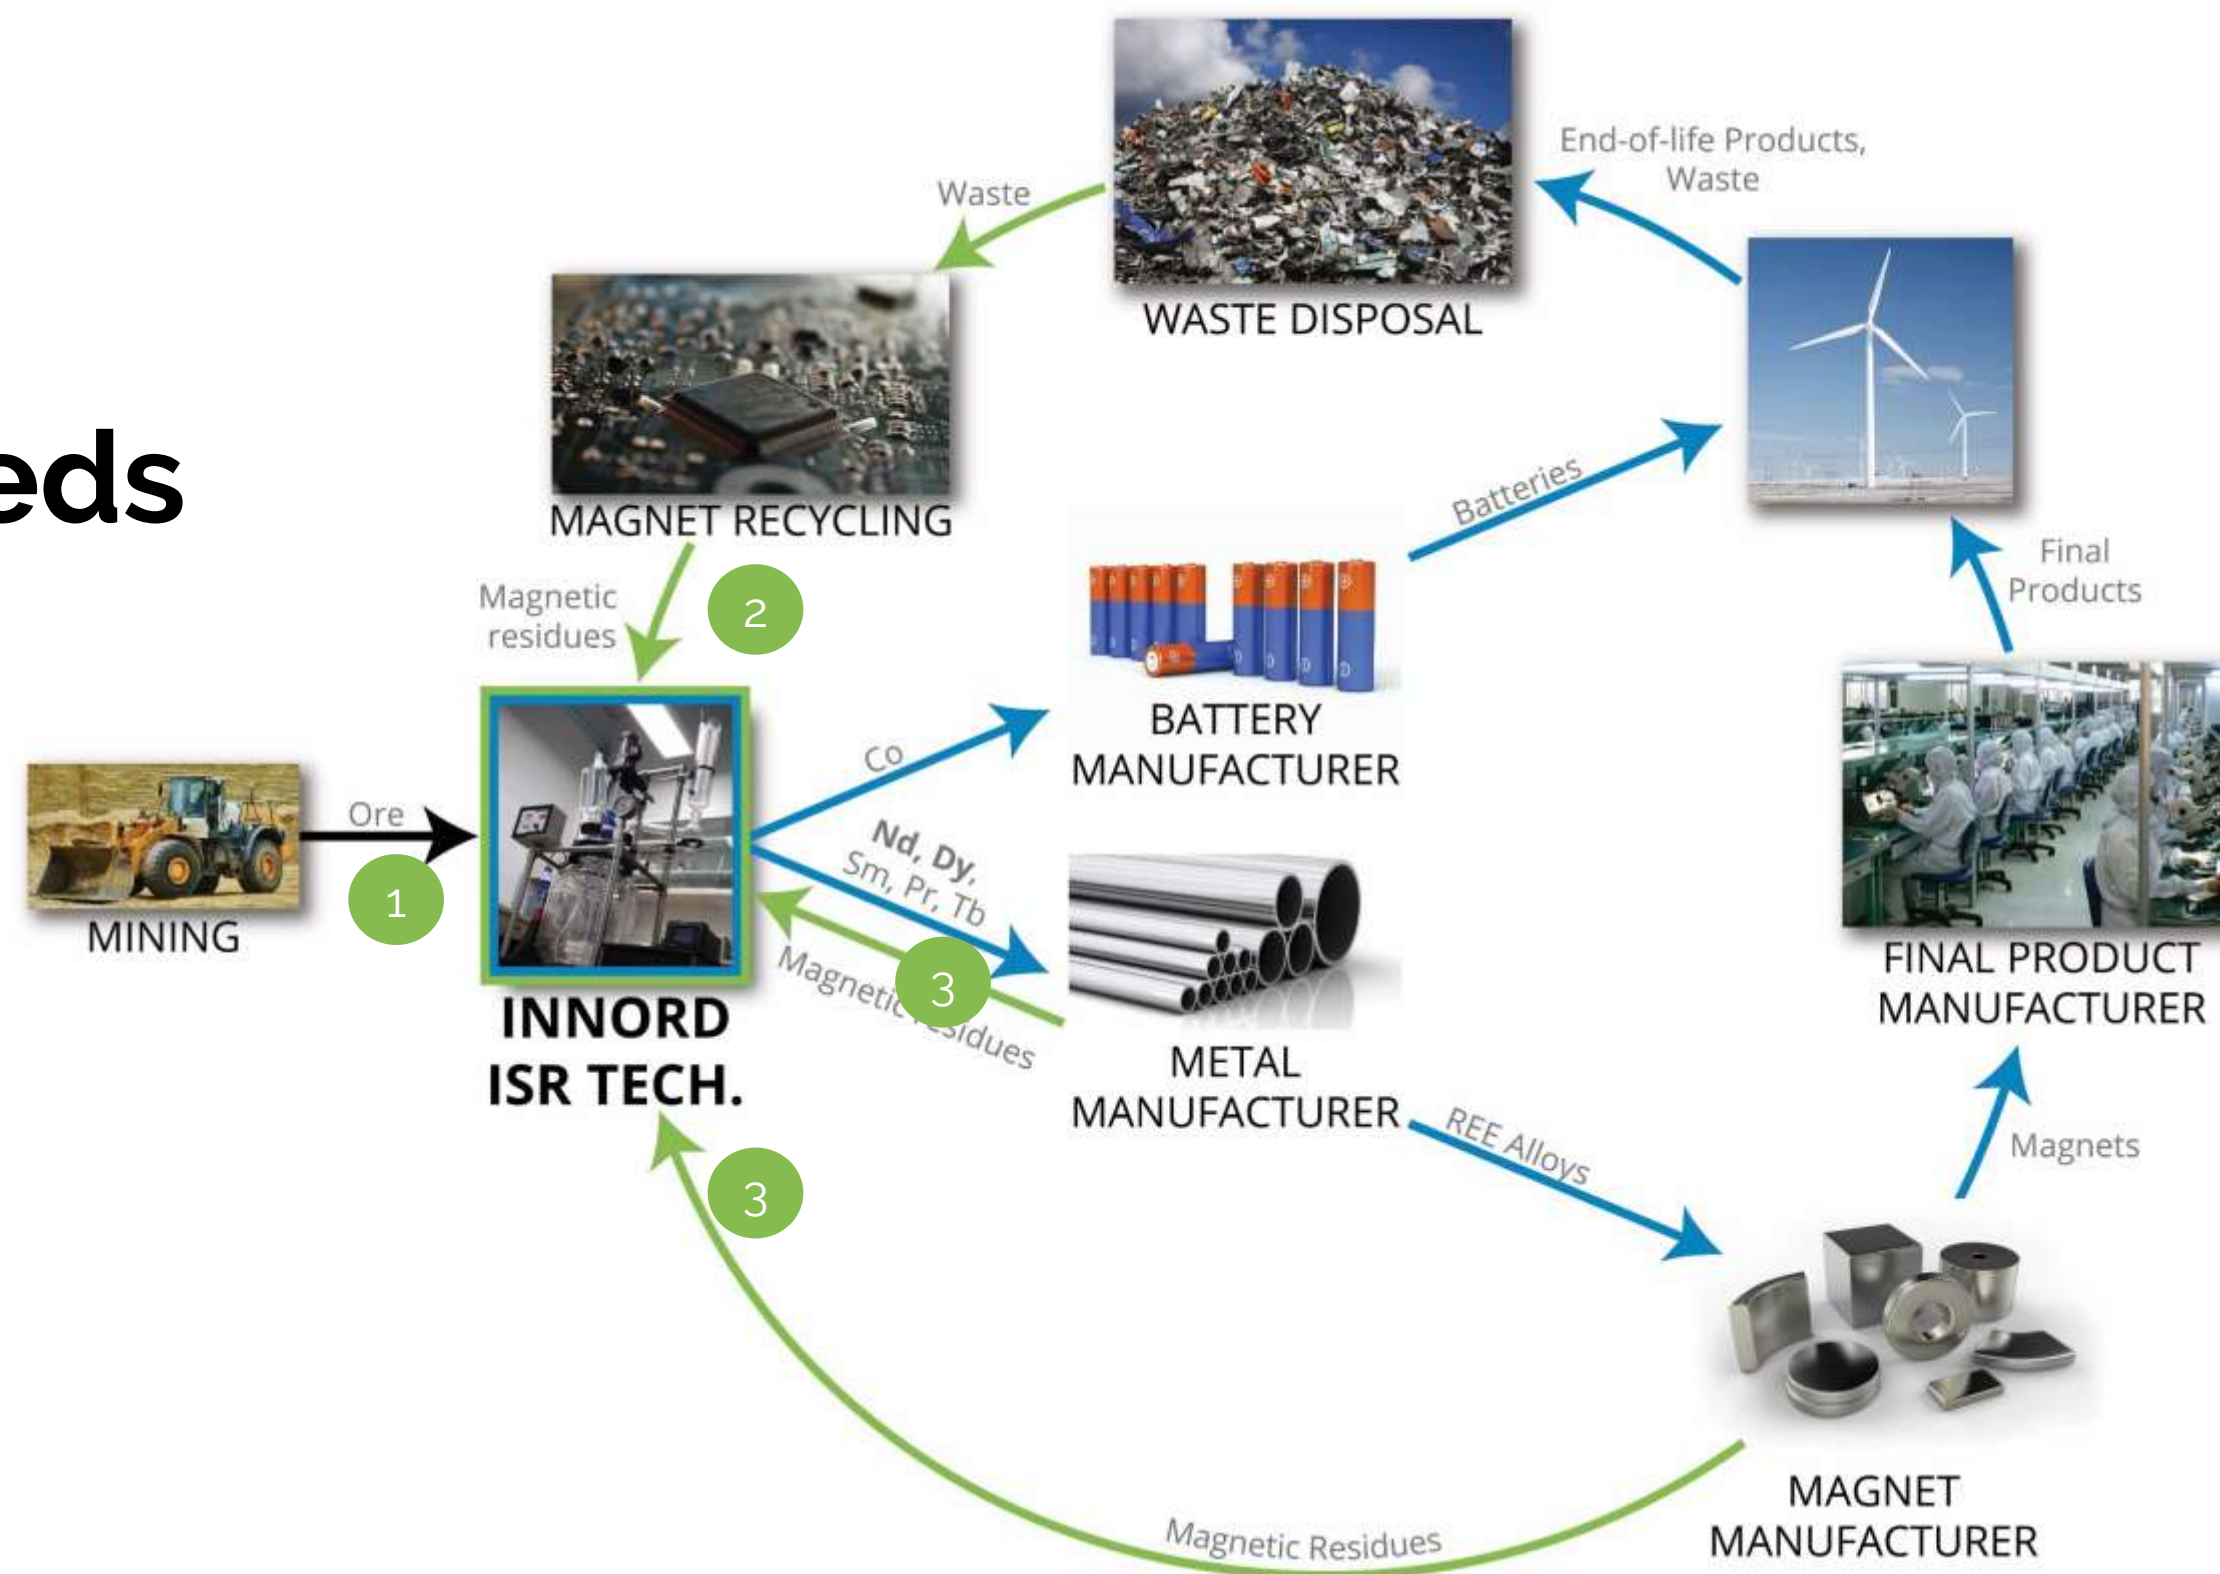 eds
End-of-life Products,
Waste
Waste
WASTE DISPOSAL
MAGNET RECYCLING
Batteries
Final
Products
Magnetic
residues
2
BATTERY
MANUFACTURER
Co
Ore
1
MINING
Nd, Dy,
Sm, Pr, Tb
3
Magnetic residues
INNORD
ISR TECH.
METAL
MANUFACTURER
FINAL PRODUCT
MANUFACTURER
REE Alloys
Magnets
3
Magnetic Residues
MAGNET
MANUFACTURER